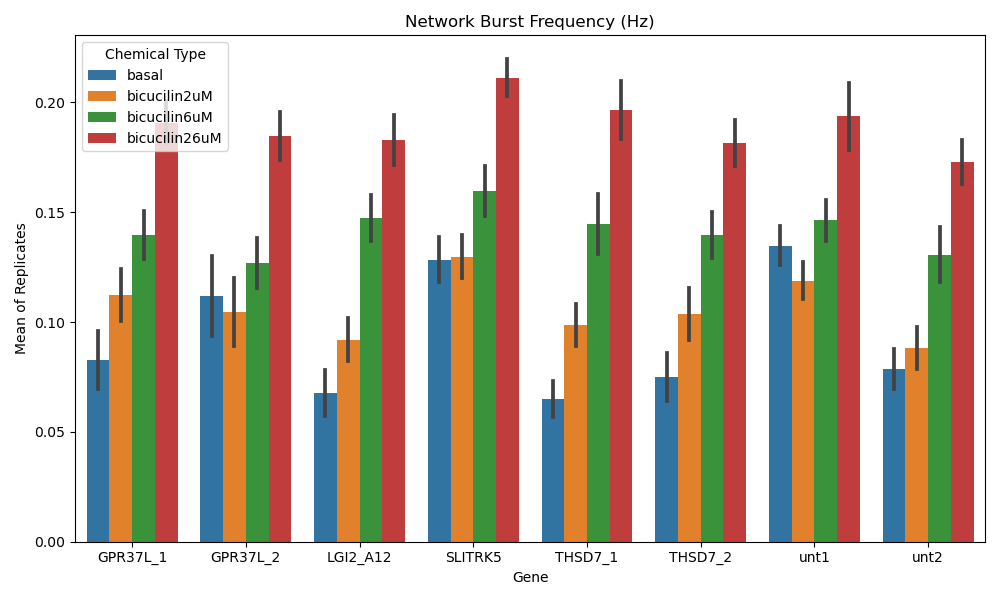 Network Burst Frequency (Hz)
Chemical Type
basal
bicucilin2uM
bicucilin6uM
bicucilin26uM
Mean of Replicates
0.20
0.15
0.10
0.05
0.00
GPR37L_1 GPR37L_2 LGI2_A12 SLITRK5 THSD7_1 THSD7_2 unt1 unt2
Gene